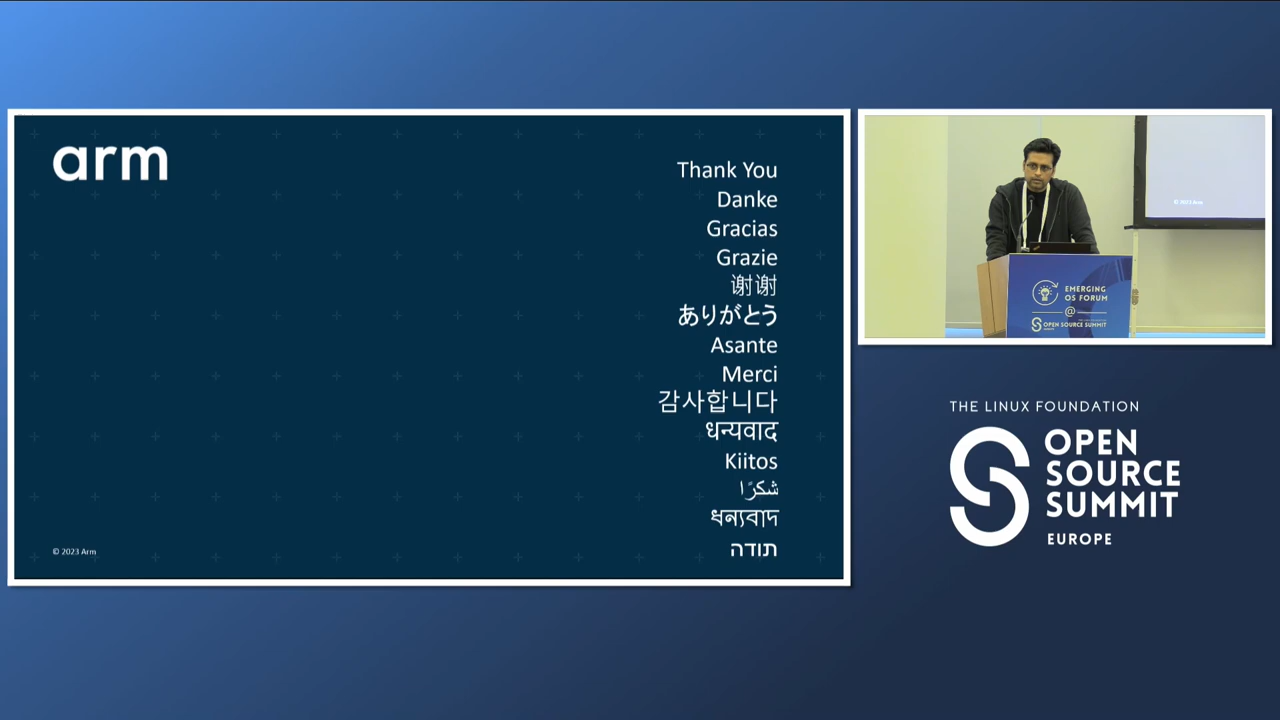 arm
Thank You
Danke
Gracias
Grazie
谢谢
ありがとう
Asante
Merci
감사합니다
धन्यवाद
Kiitos
شكرًا
ধন্যবাদ
תודה
© 2023 Arm
© 2023 Arm
EMERGING
OS FORUM
@
OPEN SOURCE SUMMIT
THE LINUX FOUNDATION
OPEN
SOURCE
SUMMIT
EUROPE